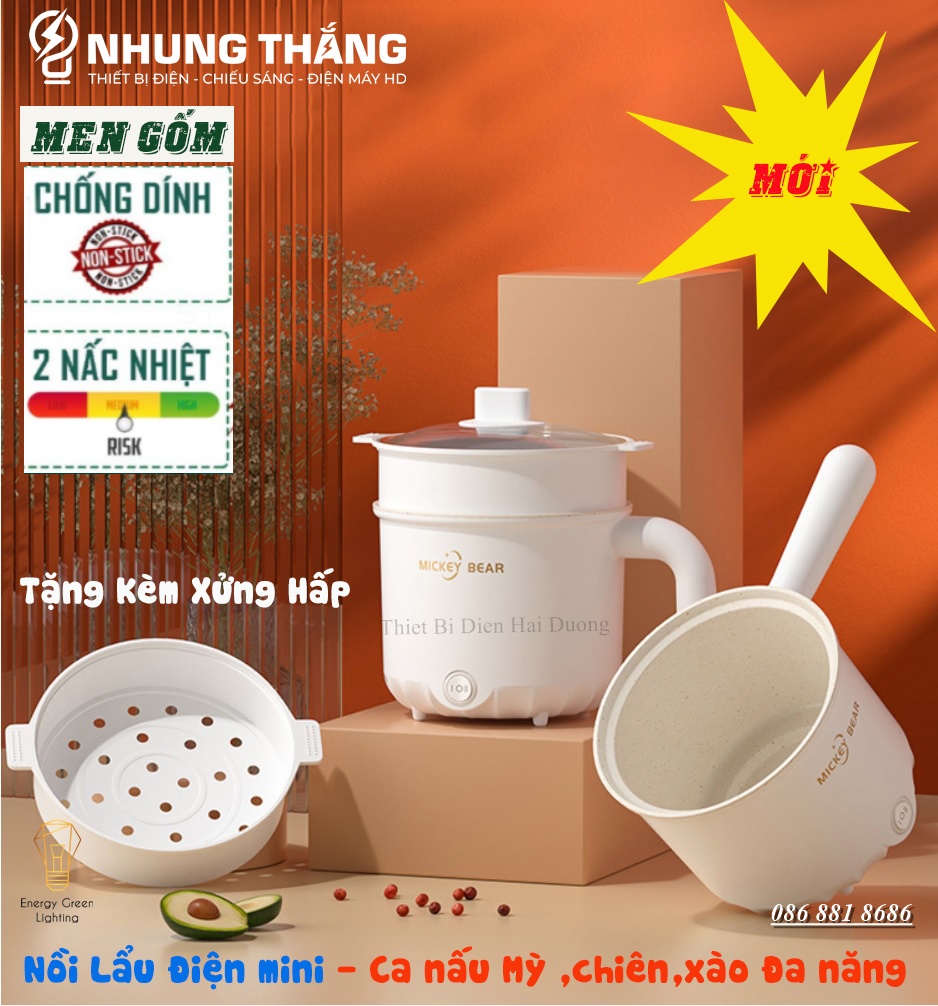 NHUNG THẮNG
THIẾT BỊ ĐIỆN - CHIẾU SÁNG - ĐIỆN MÁY HD
MEN GỐM
CHỐNG DÍNH
NON-STICK
NON-STICK
NON-STICK
2 NẤC NHIỆT
LOW MEDIUM HIGH
RISK
MỚI
MICKEY BEAR
Thiet Bi Dien Hai Duong
Tặng Kèm Xửng Hấp
MICKEY BEAR
Energy Green
Lighting
086 881 8686
Nồi Lẩu Điện mini - Ca nấu Mỳ ,chiên,xào Đa năng